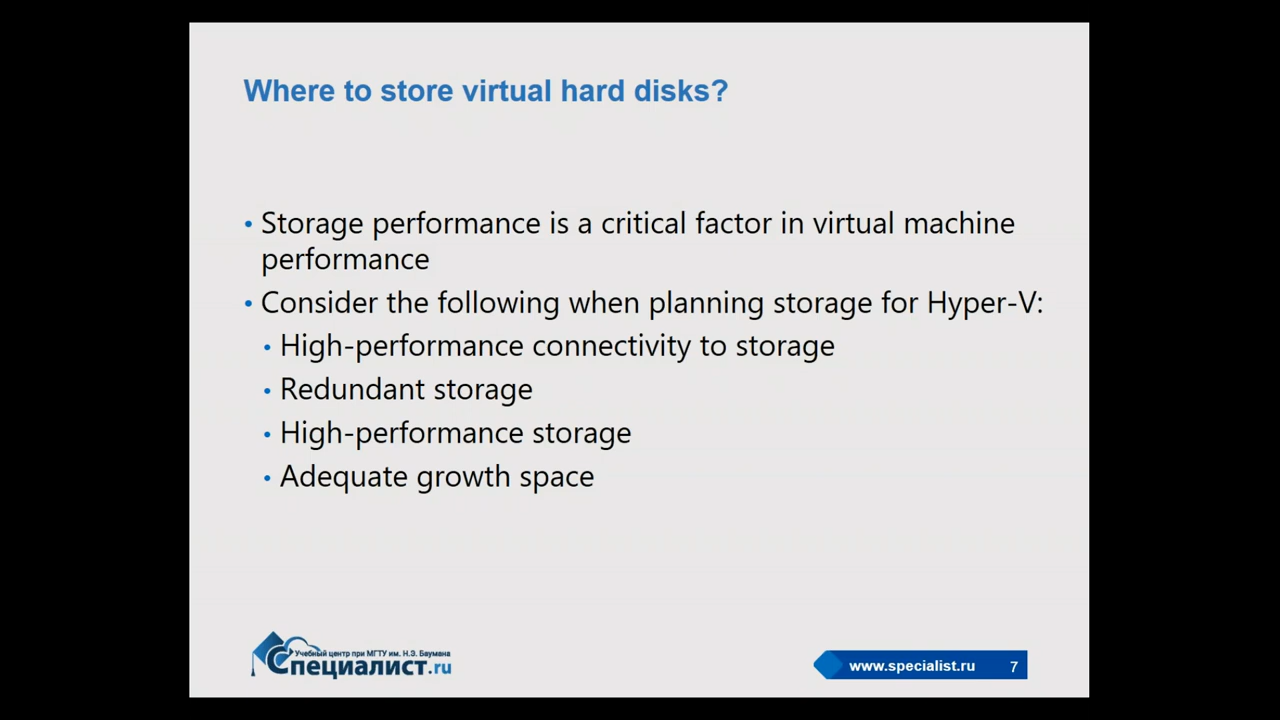 Where to store virtual hard disks?
• Storage performance is a critical factor in virtual machine
performance
• Consider the following when planning storage for Hyper-V:
• High-performance connectivity to storage
• Redundant storage
• High-performance storage
• Adequate growth space
Учебный центр при МГТУ им. Н.Э. Баумана
Специалист.ru
www.specialist.ru 7